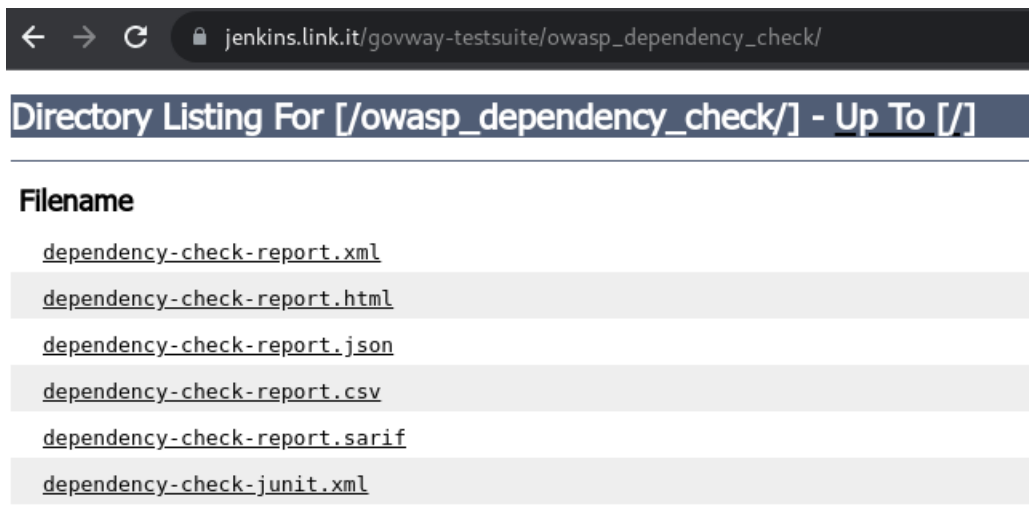 jenkins.link.it/govway-testsuite/owasp_dependency_check/
Directory Listing For [/owasp_dependency_check/] - Up To [/]
Filename
dependency-check-report.xml
dependency-check-report.html
dependency-check-report.json
dependency-check-report.csv
dependency-check-report.sarif
dependency-check-junit.xml